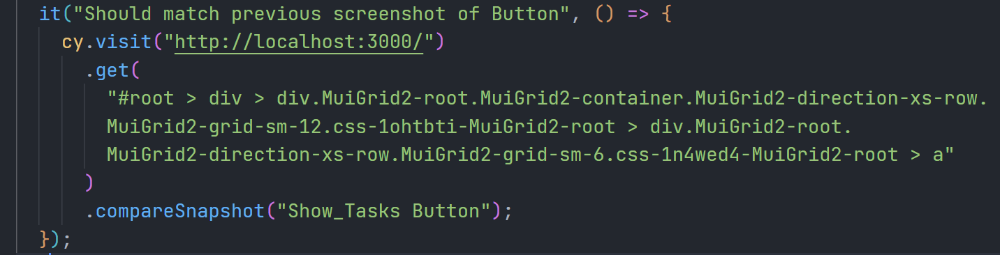 it("Should match previous screenshot of Button", () => {
cy.visit("http://localhost:3000/")
.get(
"#root > div > div.MuiGrid2-root.MuiGrid2-container.MuiGrid2-direction-xs-row.
MuiGrid2-grid-sm-12.css-1ohtbti-MuiGrid2-root > div.MuiGrid2-root.
MuiGrid2-direction-xs-row.MuiGrid2-grid-sm-6.css-1n4wed4-MuiGrid2-root > a"
)
.compareSnapshot("Show_Tasks Button");
});